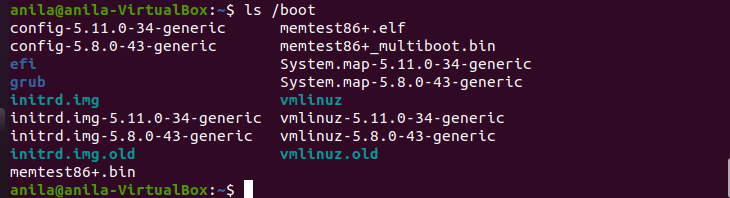 anila@anila-VirtualBox:~$ ls /boot
config-5.11.0-34-generic memtest86+.elf
config-5.8.0-43-generic memtest86+_multiboot.bin
efi System.map-5.11.0-34-generic
grub System.map-5.8.0-43-generic
initrd.img vmlinuz
initrd.img-5.11.0-34-generic vmlinuz-5.11.0-34-generic
initrd.img-5.8.0-43-generic vmlinuz-5.8.0-43-generic
initrd.img.old vmlinuz.old
memtest86+.bin
anila@anila-VirtualBox:~$